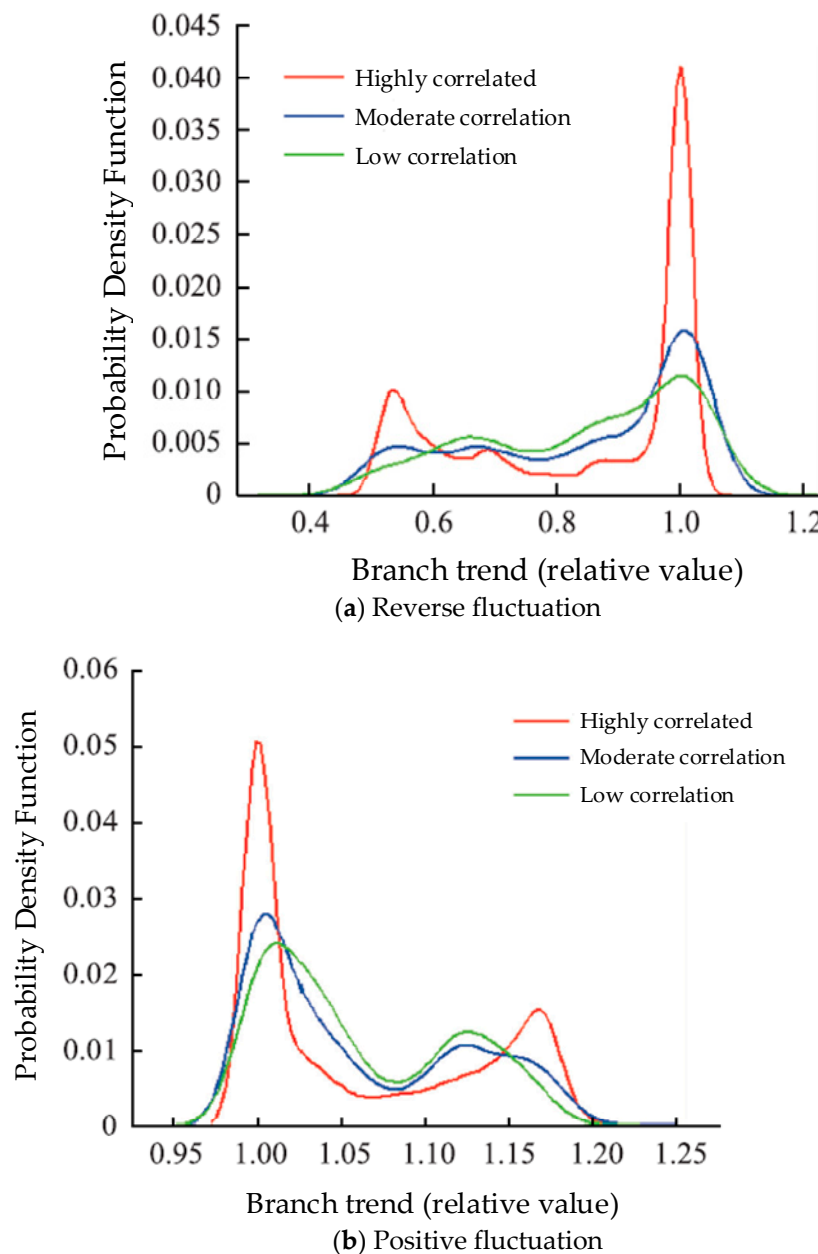 0.045
0.040
0.035
0.030
0.025
0.020
0.015
0.010
0.005
0
Probability Density Function
Highly correlated
Moderate correlation
Low correlation
0.4 0.6 0.8 1.0 1.2
Branch trend (relative value)
(a) Reverse fluctuation
0.06
0.05
0.04
0.03
0.02
0.01
0
Probability Density Function
Highly correlated
Moderate correlation
Low correlation
0.95 1.00 1.05 1.10 1.15 1.20 1.25
Branch trend (relative value)
(b) Positive fluctuation